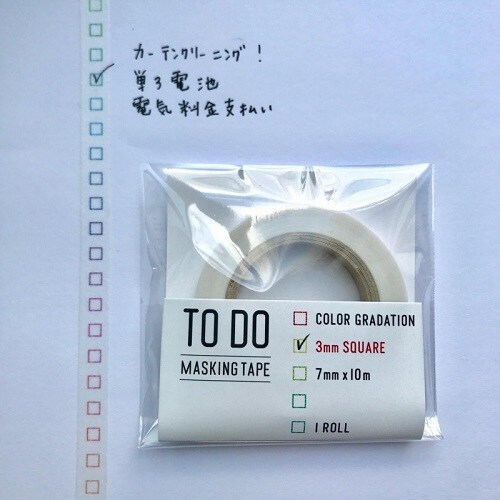 カーテンクリーニング!
単3電池
電気料金支払い
TO DO
MASKING TAPE
COLOR GRADATION
3mm SQUARE
7mm x 10m
1 ROLL